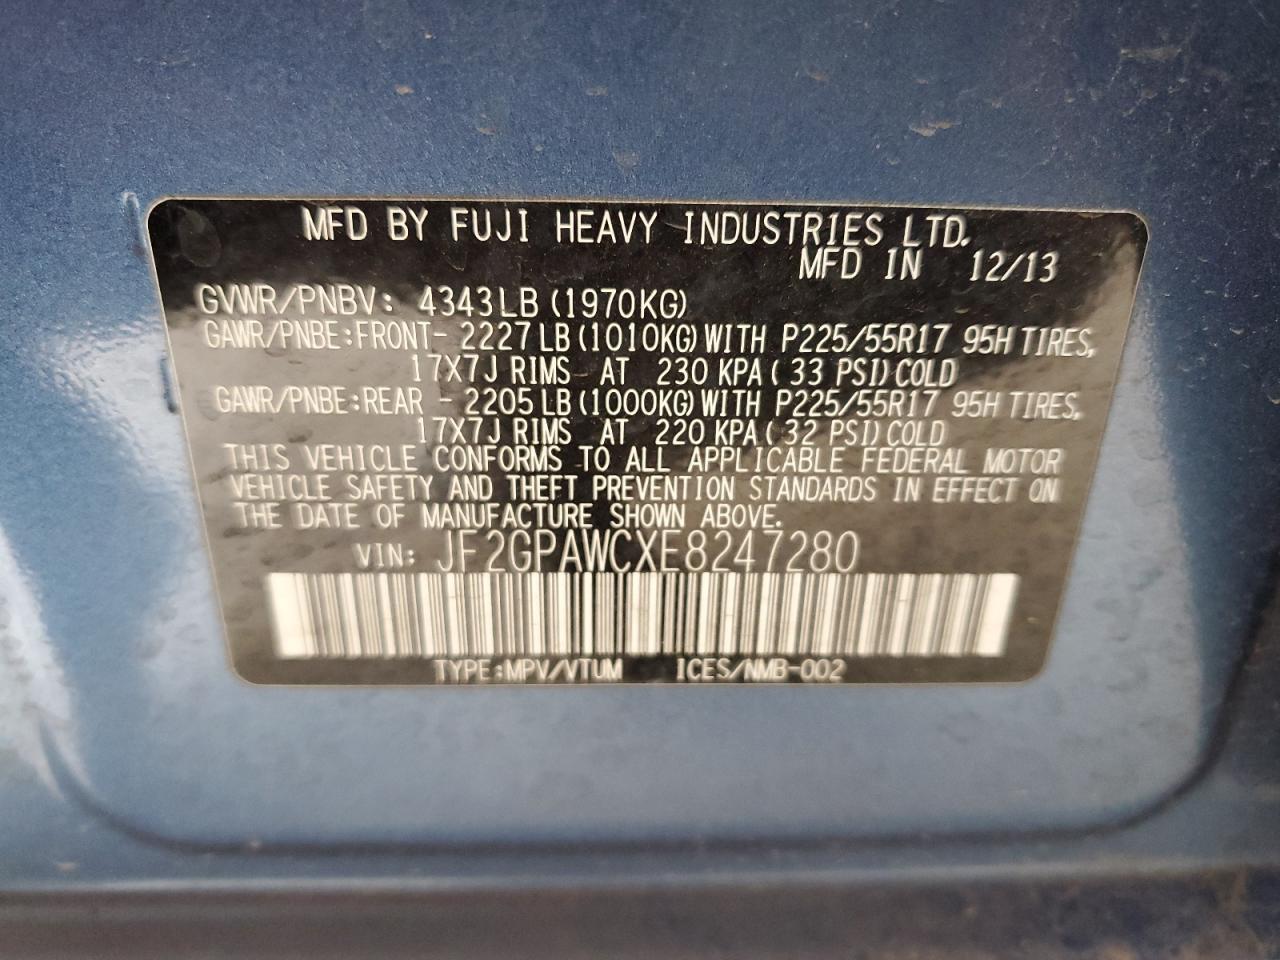 MFD BY FUJI HEAVY INDUSTRIES LTD.
MFD IN 12/13
GVWR/PNBV: 4343LB (1970KG)
GAWR/PNBE:FRONT- 2227 LB (1010KG) WITH P225/55R17 95H TIRES,
17X7J RIMS AT 230 KPA ( 33 PSI) COLD
GAWR/PNBE:REAR - 2205 LB (1000KG) WITH P225/55R17 95H TIRES,
17X7J RIMS AT 220 KPA ( 32 PSI) COLD
THIS VEHICLE CONFORMS TO ALL APPLICABLE FEDERAL MOTOR
VEHICLE SAFETY AND THEFT PREVENTION STANDARDS IN EFFECT ON
THE DATE OF MANUFACTURE SHOWN ABOVE.
VIN: JF2GPAWCXE8247280
TYPE:MPV/VTUM ICES/NMB-002